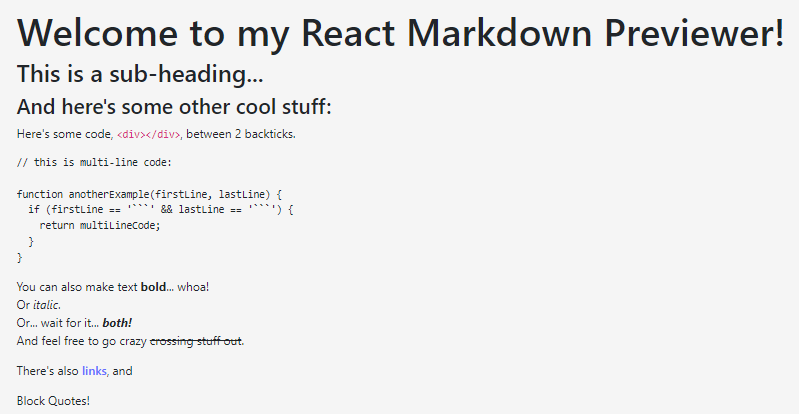 Welcome to my React Markdown Previewer!
This is a sub-heading...
And here's some other cool stuff:
Here's some code, <div></div>, between 2 backticks.
// this is multi-line code:
function anotherExample(firstLine, lastLine) {
  if (firstLine == '```' && lastLine == '```') {
    return multiLineCode;
  }
}
You can also make text bold... whoa!
Or italic.
Or... wait for it... both!
And feel free to go crazy crossing stuff out.
There's also links, and
Block Quotes!